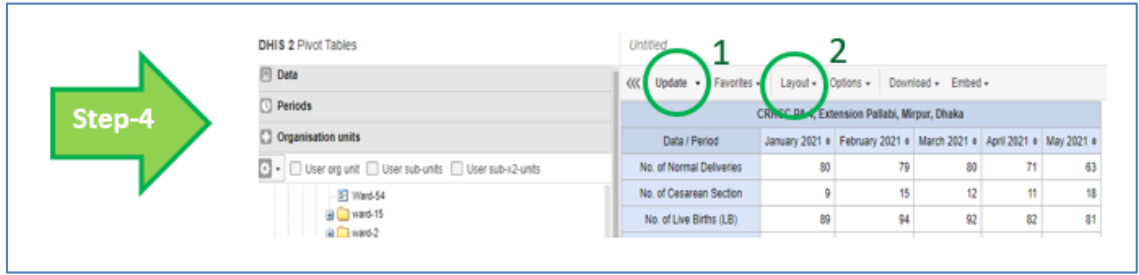 Step-4
DHIS 2 Pivot Tables
Data
Periods
Organisation units
User org unit User sub-units User sub-x2-units
Ward-54
ward-15
ward-2
Untitled
1 2
Update Favorites Layout Options Download Embed
Extension Pallabi, Mirpur, Dhaka
Data / Period January 2021 February 2021 March 2021 April 2021 May 2021
No. of Normal Deliveries 80 79 80 71 63
No. of Cesarean Section 9 15 12 11 18
No. of Live Births (LB) 89 94 92 82 81